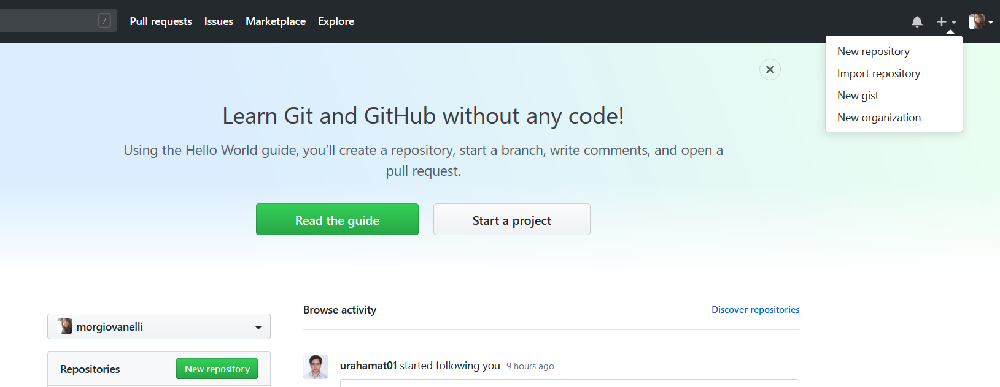 /
Pull requests Issues Marketplace Explore
New repository
Import repository
New gist
New organization
Learn Git and GitHub without any code!
Using the Hello World guide, you’ll create a repository, start a branch, write comments, and open a
pull request.
Read the guide Start a project
morgiovanelli
Repositories New repository
Browse activity Discover repositories
urahamat01 started following you 9 hours ago